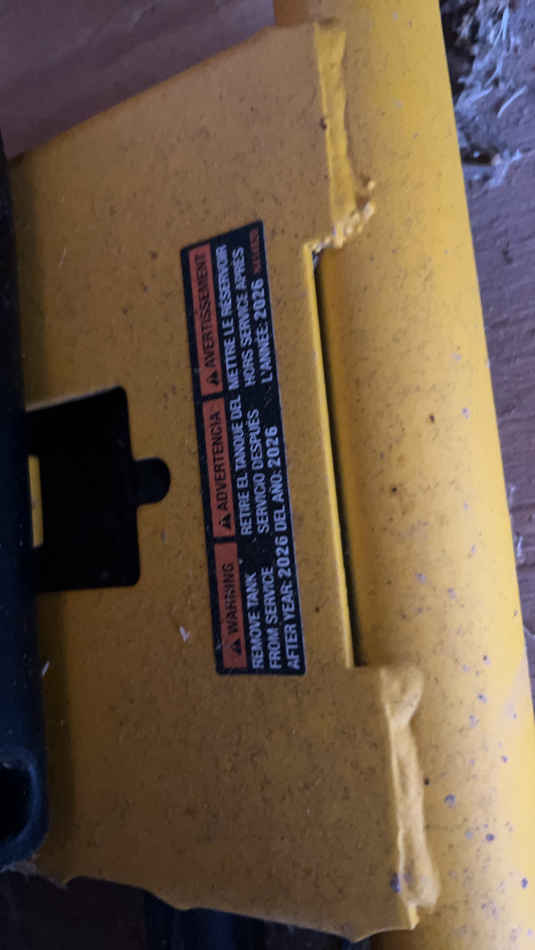 WARNING
REMOVE TANK
FROM SERVICE
AFTER YEAR: 2026
ADVERTENCIA
RETIRE EL TANQUE DEL
SERVICIO DESPUÉS
DEL AÑO: 2026
AVERTISSEMENT
METTRE LE RÉSERVOIR
HORS SERVICE APRÈS
L'ANNÉE: 2026